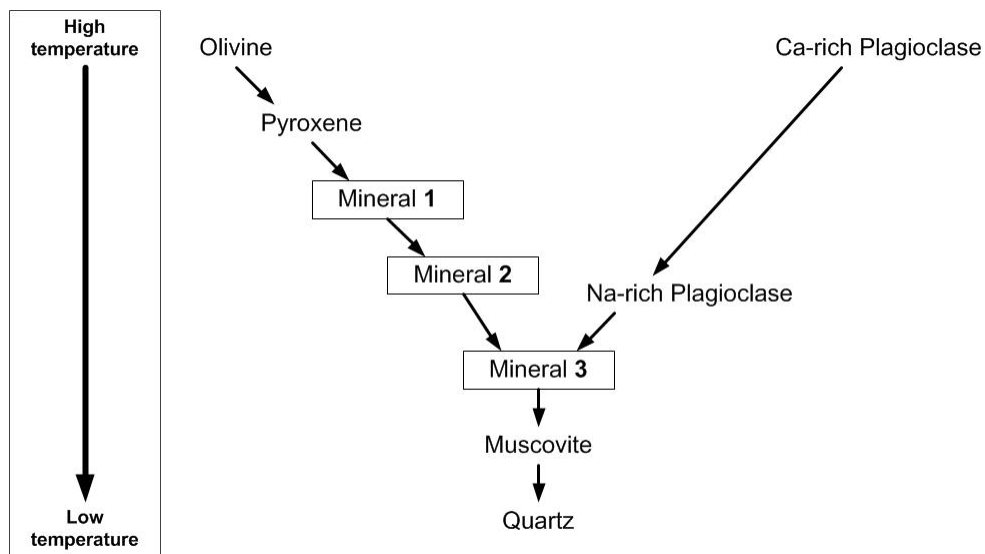 High
temperature
Olivine
Ca-rich Plagioclase
Pyroxene
Mineral 1
Mineral 2
Na-rich Plagioclase
Mineral 3
Muscovite
Quartz
Low
temperature